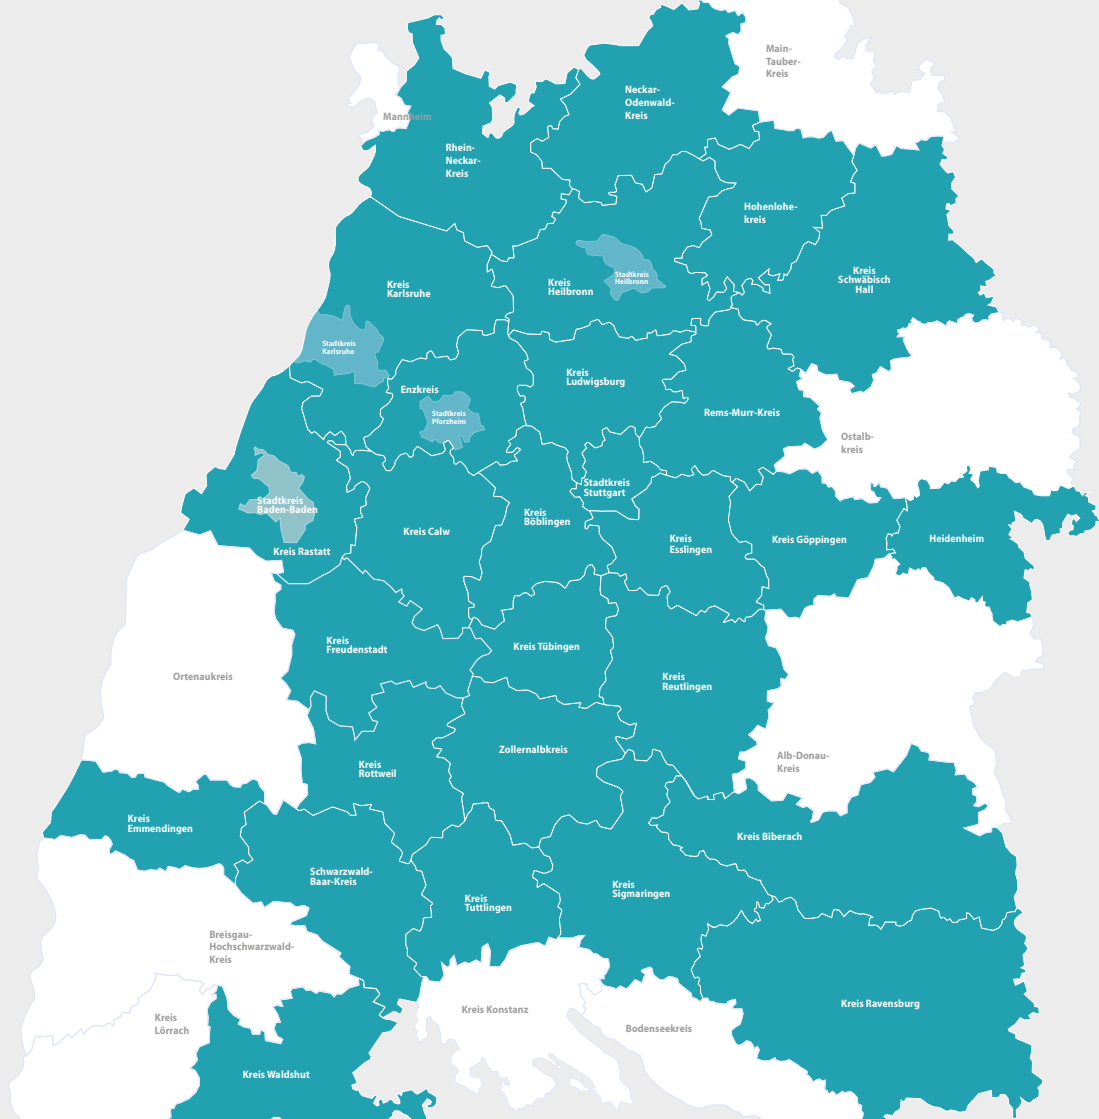 Main-
Tauber-
Kreis
Neckar-
Odenwald-
Kreis
Mannheim
Rhein-
Neckar-
Kreis
Hohenlohe-
kreis
Kreis
Schwäbisch
Hall
Kreis
Karlsruhe
Kreis
Heilbronn
Stadtkreis
Heilbronn
Stadtkreis
Karlsruhe
Enzkreis
Kreis
Ludwigsburg
Stadtkreis
Pforzheim
Rems-Murr-Kreis
Ostalb-
kreis
Stadtkreis
Stuttgart
Stadtkreis
Baden-Baden
Kreis
Böblingen
Kreis Calw
Kreis
Esslingen
Kreis Göppingen
Heidenheim
Kreis Rastatt
Kreis
Freudenstadt
Kreis Tübingen
Ortenaukreis
Kreis
Reutlingen
Zollernalbkreis
Alb-Donau-
Kreis
Kreis
Rottweil
Kreis
Emmendingen
Kreis Biberach
Schwarzwald-
Baar-Kreis
Kreis
Sigmaringen
Kreis
Tuttlingen
Breisgau-
Hochschwarzwald-
Kreis
Kreis Ravensburg
Kreis Konstanz
Kreis
Lörrach
Bodenseekreis
Kreis Waldshut